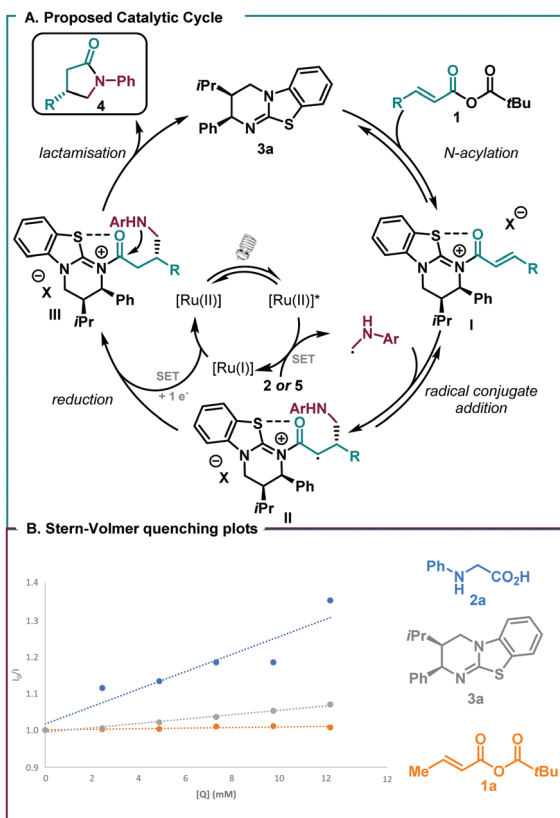 A. Proposed Catalytic Cycle
O
N-Ph
R
4
lactamisation
iPr
N
Ph
N
S
3a
O
O
R
O
tBu
1
N-acylation
ArHN
S
O
N
N
+
R
⊖
X
Ph
III
iPr
[Ru(II)]
[Ru(II)]*
[Ru(I)]
SET
SET
+ 1 e-
2 or 5
H
N
Ar
X
⊖
S
O
+
N
N
R
Ph
iPr
I
reduction
radical conjugate
addition
ArHN
S
O
+
N
N
R
⊖
X
Ph
iPr
II
B. Stern-Volmer quenching plots
1.4
1.3
1.2
1.1
1.0
0.9
I0/I
0
2
4
6
8
10
12
[Q] (mM)
Ph
N
H
CO2H
2a
iPr
N
Ph
N
S
3a
O
O
Me
O
tBu
1a